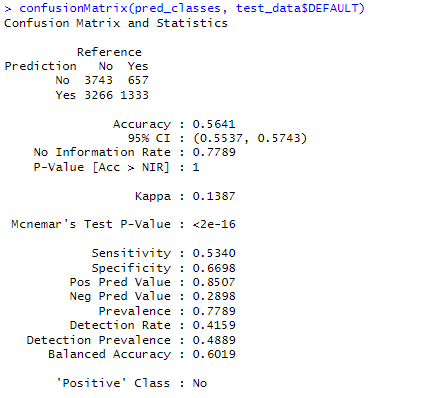 > confusionMatrix(pred_classes, test_data$DEFAULT)
Confusion Matrix and Statistics
Reference
Prediction No Yes
No 3743 657
Yes 3266 1333
Accuracy : 0.5641
95% CI : (0.5537, 0.5743)
No Information Rate : 0.7789
P-Value [Acc > NIR] : 1
Kappa : 0.1387
Mcnemar's Test P-Value : <2e-16
Sensitivity : 0.5340
Specificity : 0.6698
Pos Pred Value : 0.8507
Neg Pred Value : 0.2898
Prevalence : 0.7789
Detection Rate : 0.4159
Detection Prevalence : 0.4889
Balanced Accuracy : 0.6019
'Positive' Class : No